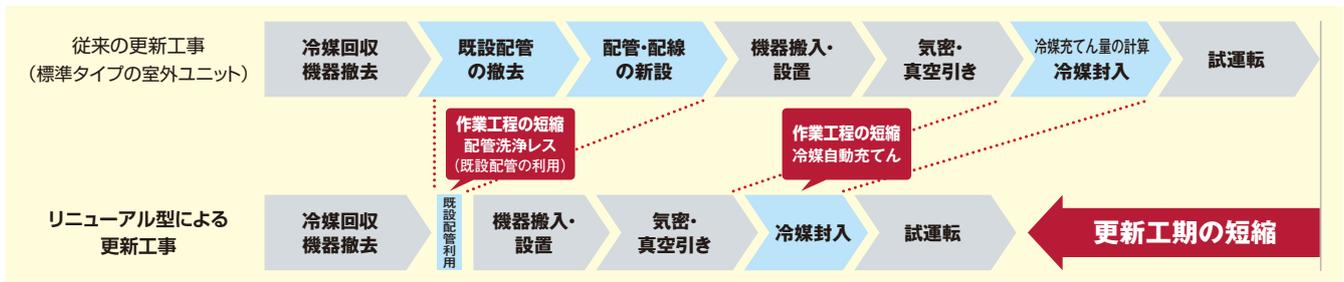 従来の更新工事
（標準タイプの室外ユニット）
冷媒回収
機器撤去
既設配管
の撤去
配管・配線
の新設
機器搬入・
設置
気密・
真空引き
冷媒充てん量の計算
冷媒封入
試運転
作業工程の短縮
配管洗浄レス
（既設配管の利用）
作業工程の短縮
冷媒自動充てん
リニューアル型による
更新工事
冷媒回収
機器撤去
既設配管利用
機器搬入・
設置
気密・
真空引き
冷媒封入
試運転
更新工期の短縮